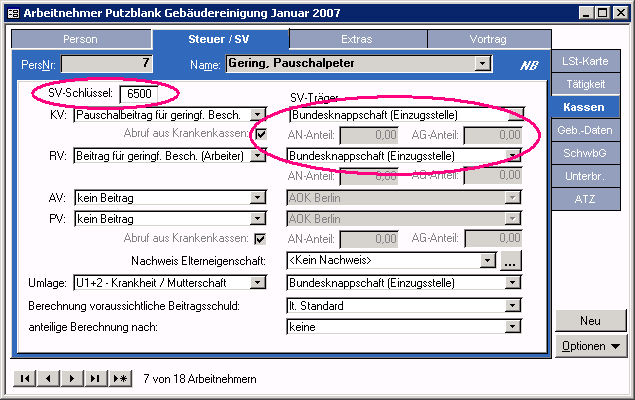 Arbeitnehmer Putzblank Gebäudereinigung Januar 2007
Person Steuer / SV Extras Vortrag
PersNr: 7 Name: Gering, Pauschalpeter NB
LSt-Karte
Tätigkeit
Kassen
Geb.-Daten
SchwbG
Unterbr.
ATZ
SV-Schlüssel: 6500 SV-Träger
KV: Pauschalbeitrag für geringf. Besch. Bundesknappschaft (Einzugsstelle)
Abruf aus Krankenkassen: AN-Anteil: 0,00 AG-Anteil: 0,00
RV: Beitrag für geringf. Besch. (Arbeiter) Bundesknappschaft (Einzugsstelle)
AN-Anteil: 0,00 AG-Anteil: 0,00
AV: kein Beitrag AOK Berlin
PV: kein Beitrag AOK Berlin
Abruf aus Krankenkassen: AN-Anteil: 0,00 AG-Anteil: 0,00
Nachweis Elterneigenschaft: <Kein Nachweis> ...
Umlage: U1+2 - Krankheit / Mutterschaft Bundesknappschaft (Einzugsstelle)
Berechnung voraussichtliche Beitragsschuld: lt. Standard
anteilige Berechnung nach: keine
Neu
Optionen
7 von 18 Arbeitnehmern